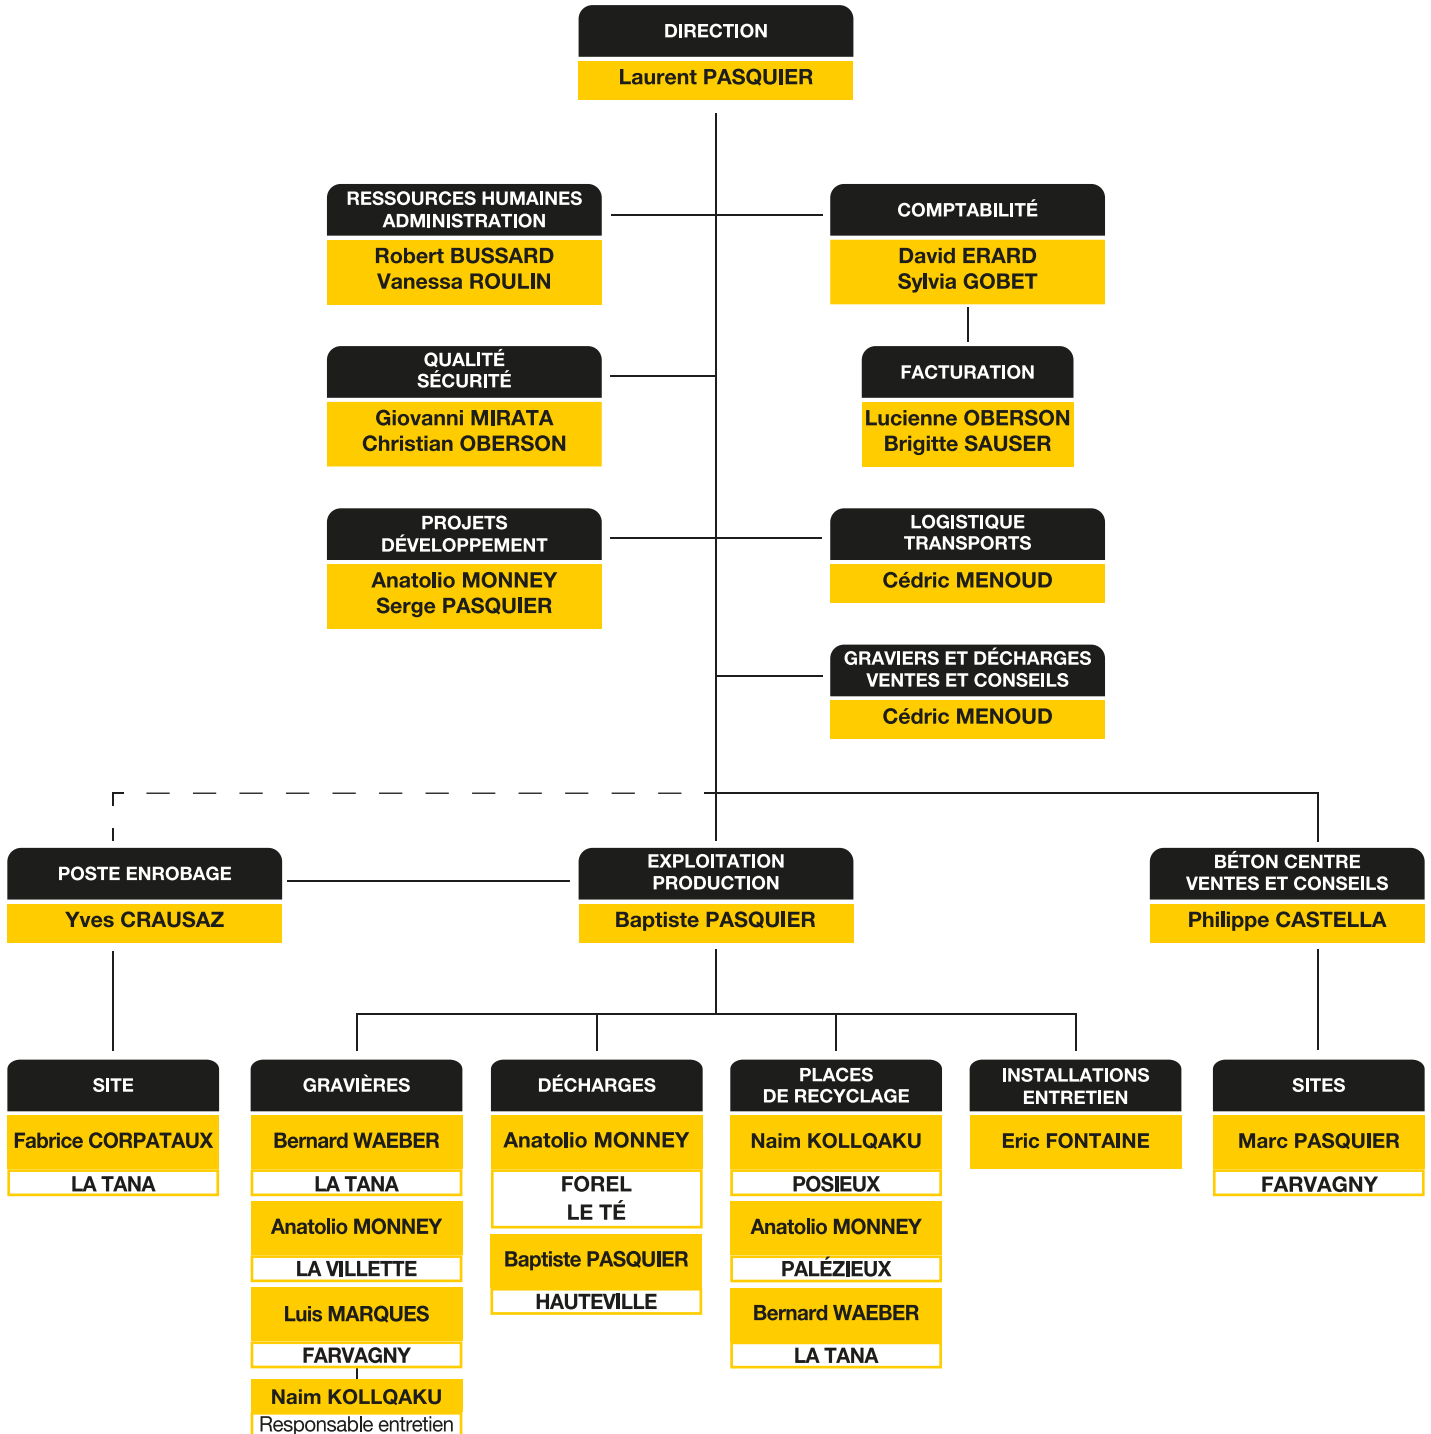 DIRECTION
Laurent PASQUIER
RESSOURCES HUMAINES
ADMINISTRATION
Robert BUSSARD
Vanessa ROULIN
COMPTABILITÉ
David ERARD
Sylvia GOBET
QUALITÉ
SÉCURITÉ
Giovanni MIRATA
Christian OBERSON
FACTURATION
Lucienne OBERSON
Brigitte SAUSER
PROJETS
DÉVELOPPEMENT
Anatolio MONNEY
Serge PASQUIER
LOGISTIQUE
TRANSPORTS
Cédric MENOUD
GRAVIERS ET DÉCHARGES
VENTES ET CONSEILS
Cédric MENOUD
POSTE ENROBAGE
Yves CRAUSAZ
EXPLOITATION
PRODUCTION
Baptiste PASQUIER
BÉTON CENTRE
VENTES ET CONSEILS
Philippe CASTELLA
SITE
Fabrice CORPATAUX
LA TANA
GRAVIÈRES
Bernard WAEBER
LA TANA
Anatolio MONNEY
LA VILLETTE
Luis MARQUES
FARVAGNY
Naim KOLLQAKU
Responsable entretien
DÉCHARGES
Anatolio MONNEY
FOREL
LE TÉ
Baptiste PASQUIER
HAUTEVILLE
PLACES
DE RECYCLAGE
Naim KOLLQAKU
POSIEUX
Anatolio MONNEY
PALÉZIEUX
Bernard WAEBER
LA TANA
INSTALLATIONS
ENTRETIEN
Eric FONTAINE
SITES
Marc PASQUIER
FARVAGNY